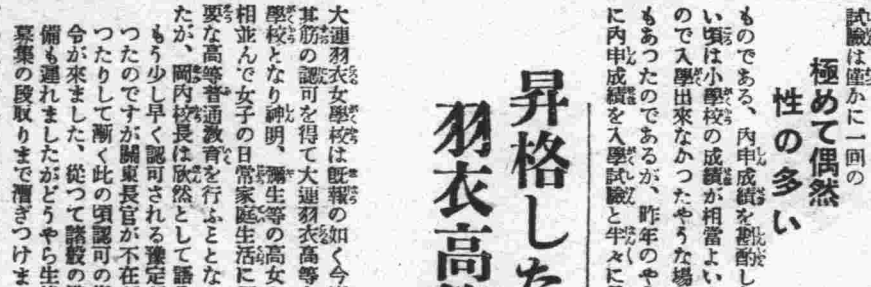 試驗は僅かに一回の
極めて偶然
性の多い
ものである、內申成績を斟酌し
い頃は小學校の成績が相當よい
ので入學出來なかつたやうな場
もあつたのであるが、昨年のや
に內申成績を入學試驗と半々に
昇格した
羽衣高
大連羽衣女學校は既報の如く今
其筋の認可を得て大連羽衣高等
學校となり神明、彌生等の高女
相並んで女子の日常家庭生活に
要な高等普通敎育を行ふこととな
たが、岡內校長は欣然として語
もう少し早く認可される豫定
つたのですが關東長官が不在
つたりして漸く此の頃認可の
令が來ました、從つて諸般の
備も遲れましたがどうやら生
募集の段取りまで漕ぎつけま